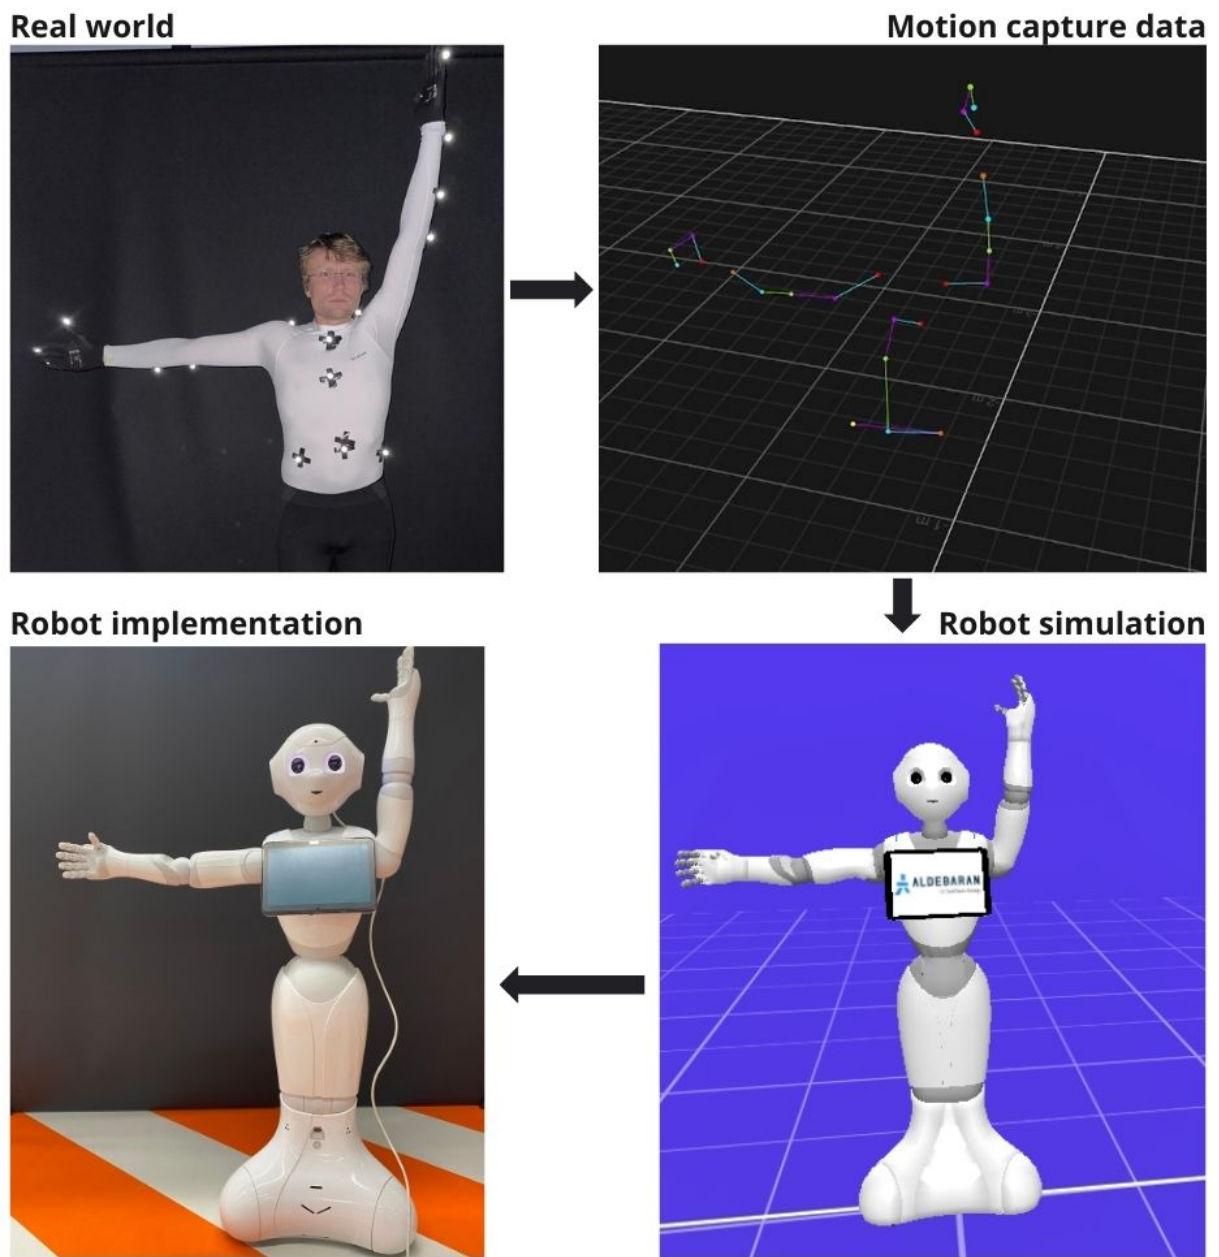 Real world
Motion capture data
Robot implementation
Robot simulation
ALDEBARAN